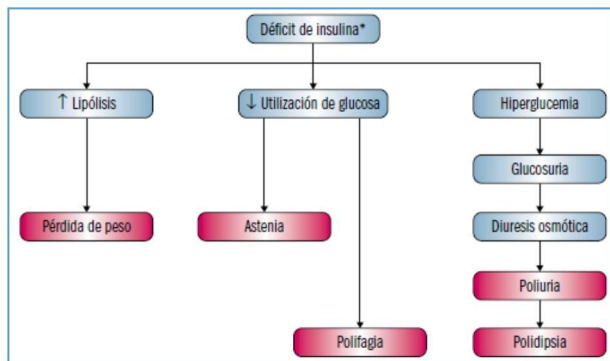 Déficit de insulina*
↑ Lipólisis
↓ Utilización de glucosa
Hiperglucemia
Glucosuria
Pérdida de peso
Astenia
Diuresis osmótica
Poliuria
Polifagia
Polidipsia